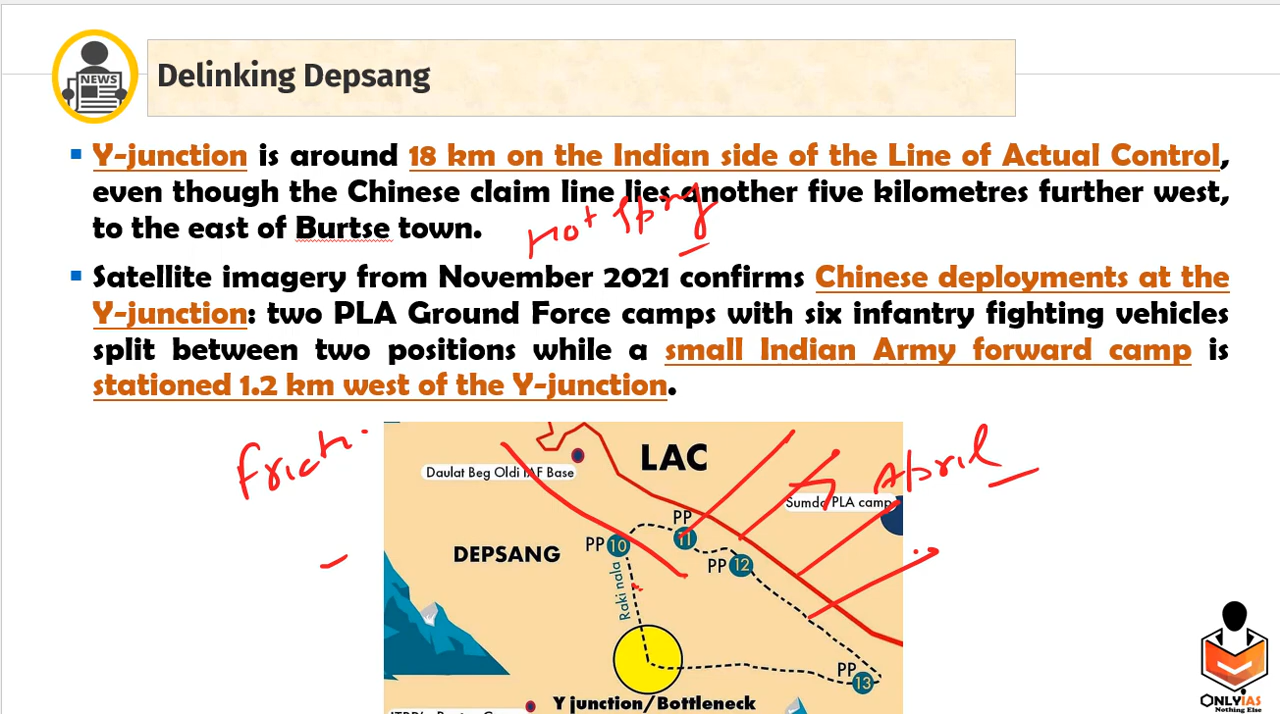 NEWS
Delinking Depsang
Y-junction is around 18 km on the Indian side of the Line of Actual Control,
even though the Chinese claim line lies another five kilometres further west,
to the east of Burtse town.
Hot Spring
Satellite imagery from November 2021 confirms Chinese deployments at the
Y-junction: two PLA Ground Force camps with six infantry fighting vehicles
split between two positions while a small Indian Army forward camp is
stationed 1.2 km west of the Y-junction.
April
LAC
Daulat Beg Oldi IAF Base
Sumdo PLA camp
PP 11
PP 10
DEPSANG
PP 12
Raki nala
PP 13
Y junction/Bottleneck
ONLYIAS
Nothing Else